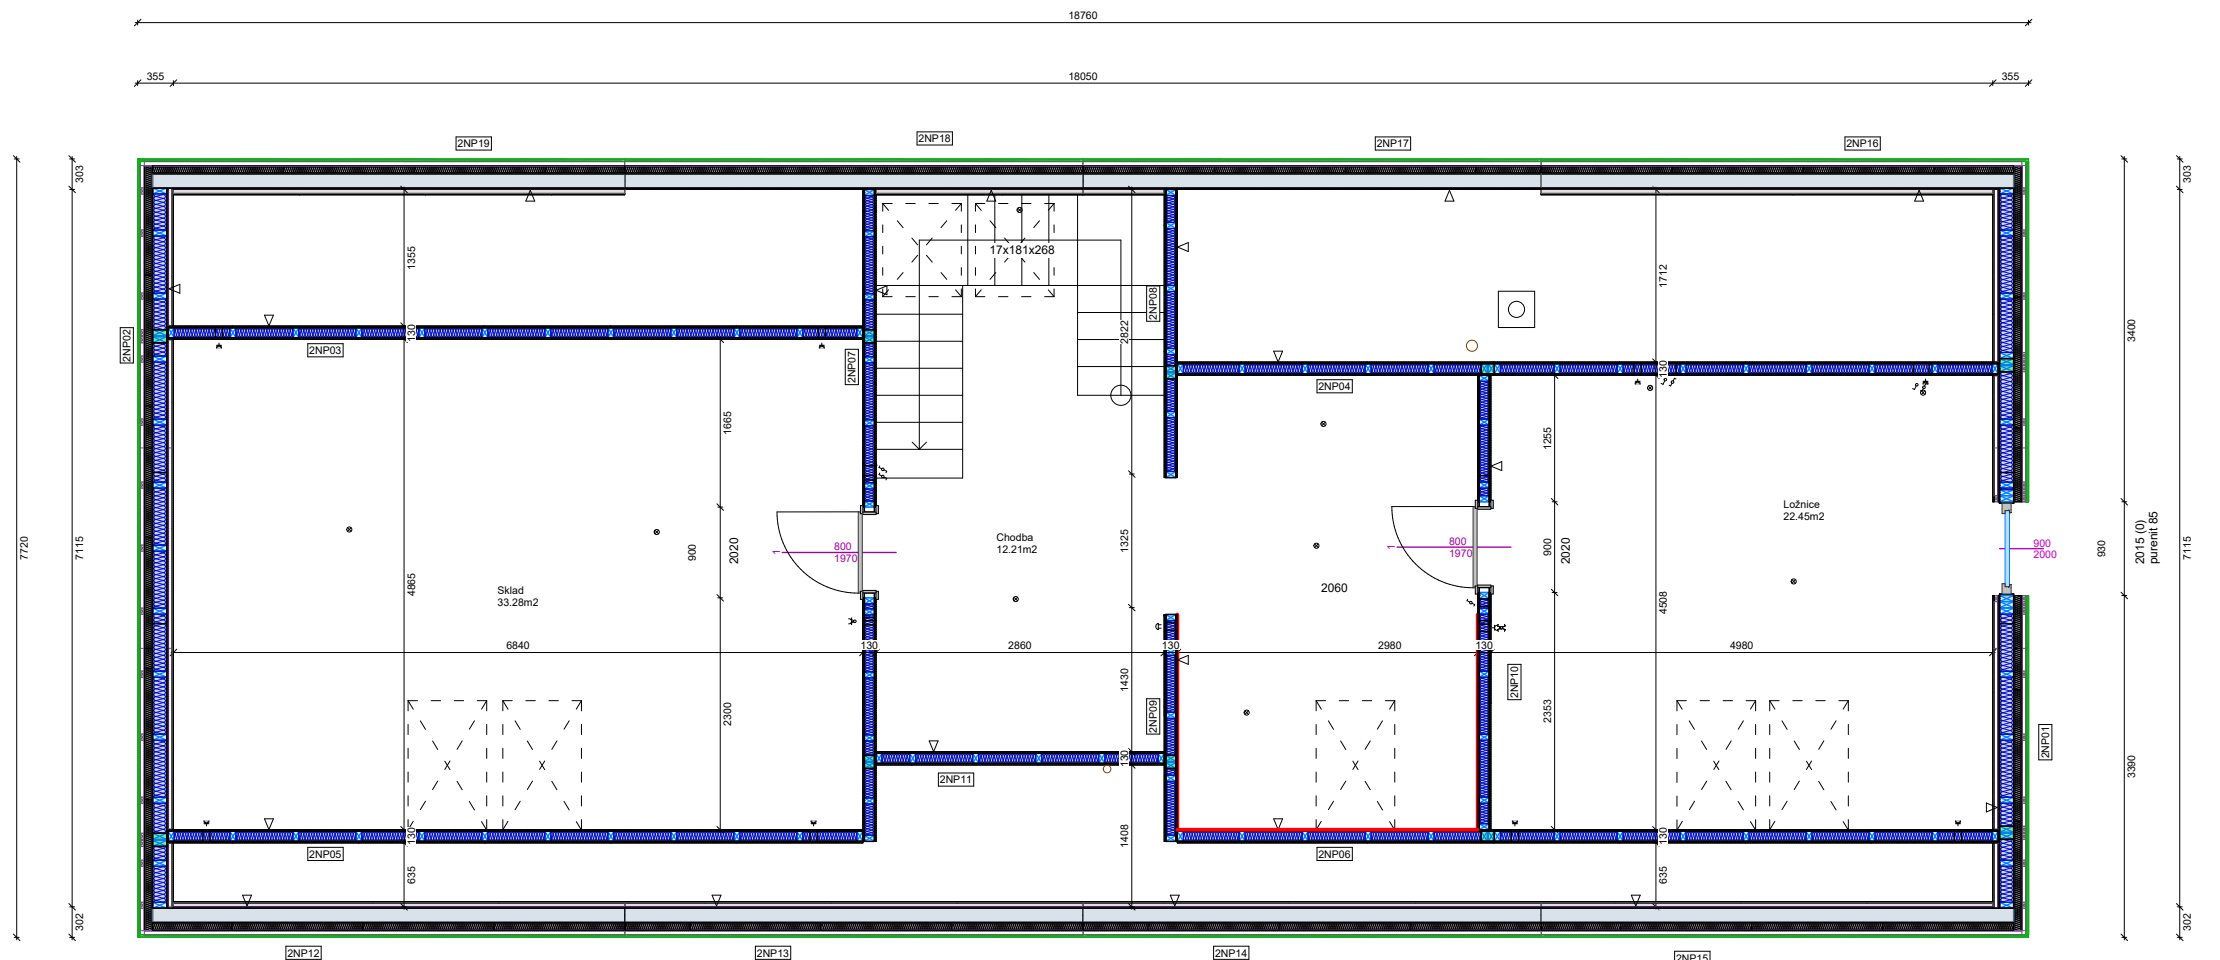 18760
355
18050
355
2NP19
2NP18
2NP17
2NP16
303
303
7720
7115
302
1355
130
2NP02
2NP03
2NP07
1665
4865
900
2020
800
1970
1
Sklad
33.28m2
6840
130
2300
2NP05
130
635
17x181x268
2822
2NP08
Chodba
12.21m2
1325
2860
130
1430
2NP09
130
2NP11
1408
2NP04
1712
130
1255
2060
800
1970
1
900
2020
2980
130
2NP10
2353
4508
Ložnice
22.45m2
4980
2NP06
130
635
900
2000
3400
930
2015 (0)
purenit 85
7115
3390
2NP01
302
2NP12
2NP13
2NP14
2NP15